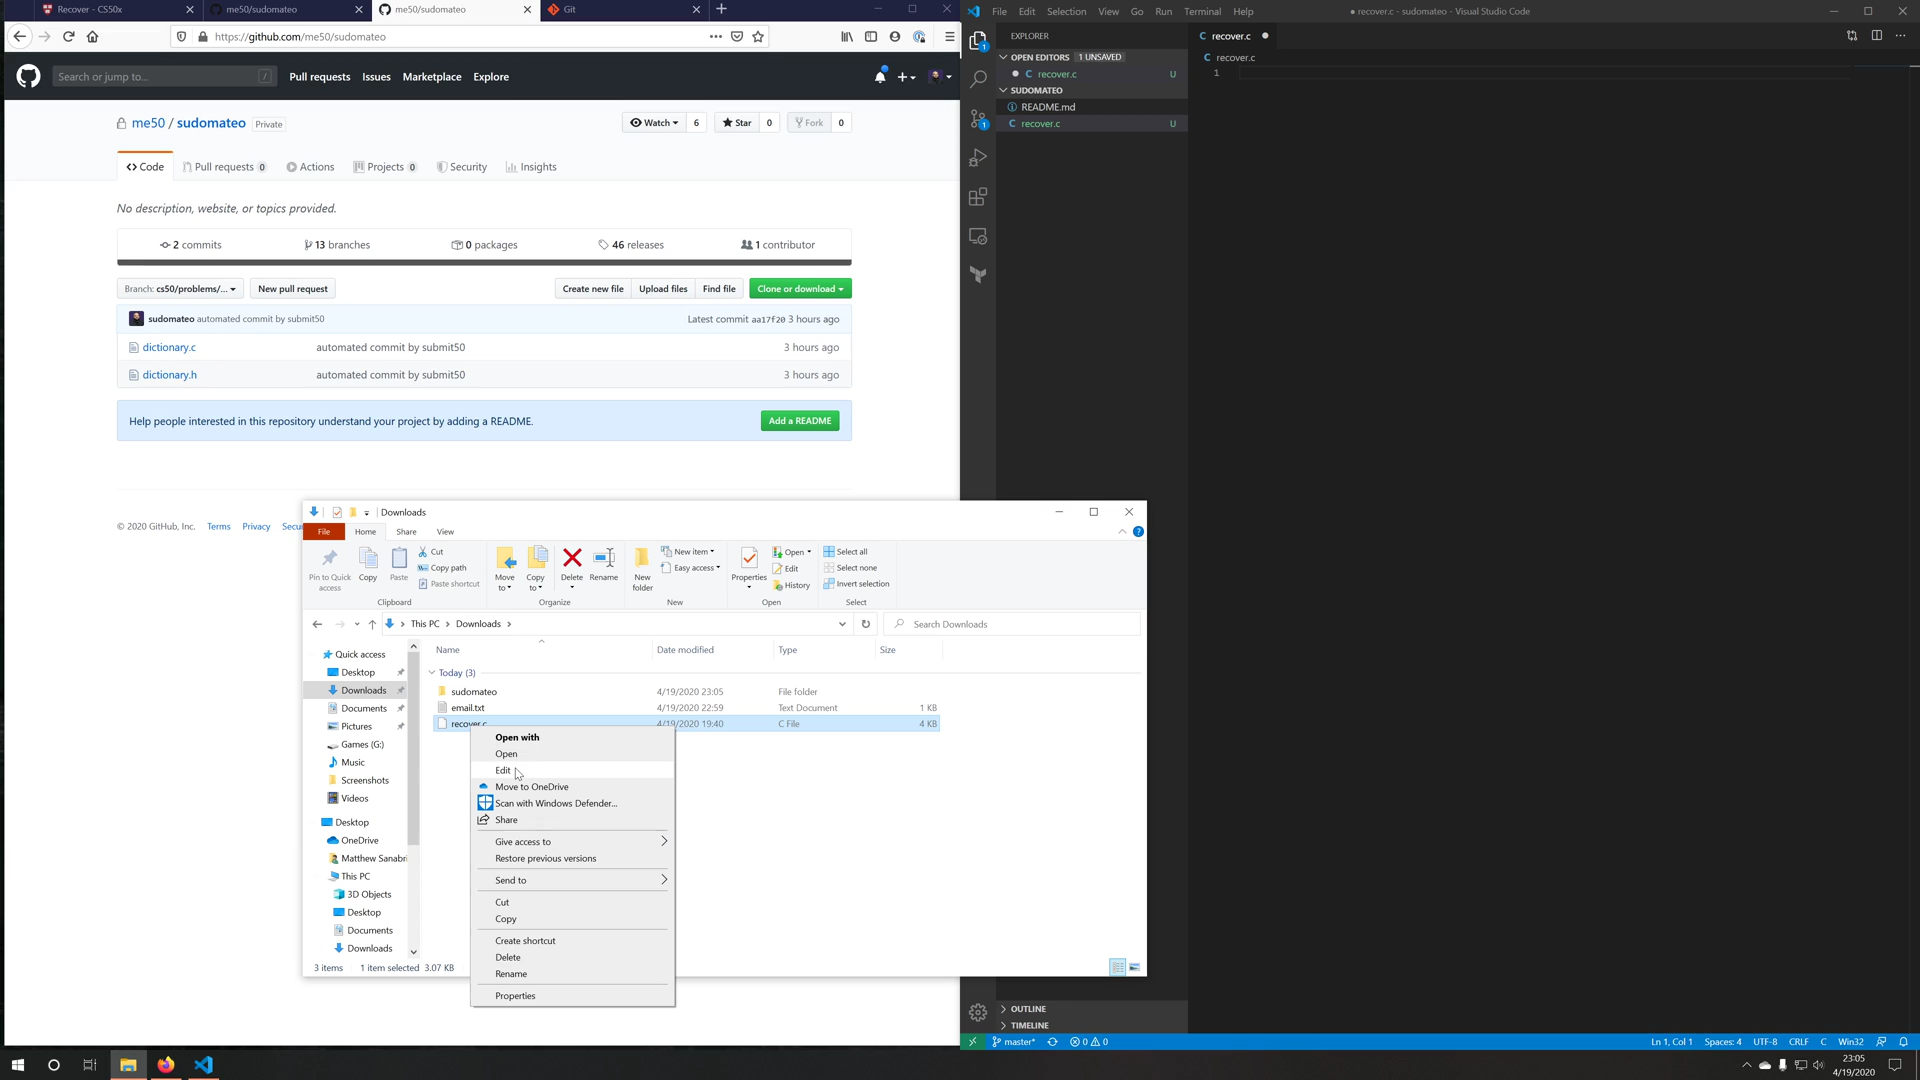 Recover - CS50x
me50/sudomateo
me50/sudomateo
Git
https://github.com/me50/sudomateo
Search or jump to...
/
Pull requests
Issues
Marketplace
Explore
me50 / sudomateo
Private
Watch
6
Star
0
Fork
0
Code
Pull requests 0
Actions
Projects 0
Security
Insights
No description, website, or topics provided.
2 commits
13 branches
0 packages
46 releases
1 contributor
Branch: cs50/problems/...
New pull request
Create new file
Upload files
Find file
Clone or download
sudomateo automated commit by submit50
Latest commit aa17f20 3 hours ago
dictionary.c
automated commit by submit50
3 hours ago
dictionary.h
automated commit by submit50
3 hours ago
Help people interested in this repository understand your project by adding a README.
Add a README
© 2020 GitHub, Inc.
Terms
Privacy
Downloads
File
Home
Share
View
Pin to Quick access
Copy
Paste
Cut
Copy path
Paste shortcut
Clipboard
Move to
Copy to
Delete
Rename
Organize
New folder
New item
Easy access
New
Properties
Open
Edit
History
Open
Select all
Select none
Invert selection
Select
This PC
Downloads
Search Downloads
Quick access
Desktop
Downloads
Documents
Pictures
Games (G:)
Music
Screenshots
Videos
Desktop
OneDrive
Matthew Sanabri
This PC
3D Objects
Desktop
Documents
Downloads
Name
Date modified
Type
Size
Today (3)
sudomateo
4/19/2020 23:05
File folder
email.txt
4/19/2020 22:59
Text Document
1 KB
recover.c
4/19/2020 19:40
C File
4 KB
Open with
Open
Edit
Move to OneDrive
Scan with Windows Defender...
Share
Give access to
Restore previous versions
Send to
Cut
Copy
Create shortcut
Delete
Rename
Properties
3 items
1 item selected 3.07 KB
File
Edit
Selection
View
Go
Run
Terminal
Help
● recover.c - sudomateo - Visual Studio Code
EXPLORER
OPEN EDITORS
1 UNSAVED
C recover.c
U
SUDOMATEO
README.md
C recover.c
U
1
1
C recover.c ●
C recover.c
1
OUTLINE
TIMELINE
master*
0
0
Ln 1, Col 1
Spaces: 4
UTF-8
CRLF
C
Win32
23:05
4/19/2020